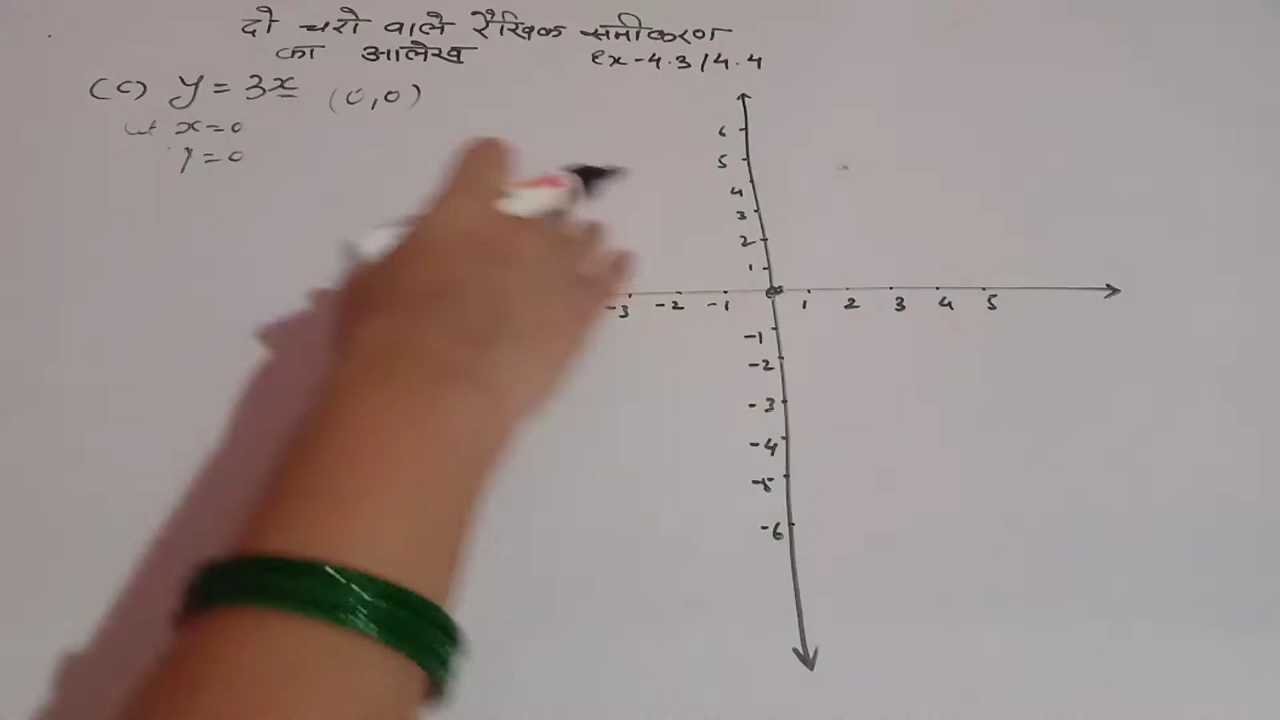 दो चरो वाले रैखिक समीकरण
का आलेख ex-4.3/4.4
(c) y = 3x (0,0)
let x=0
y=0
6
5
4
3
2
1
-3 -2 -1 1 2 3 4 5
-1
-2
-3
-4
-5
-6